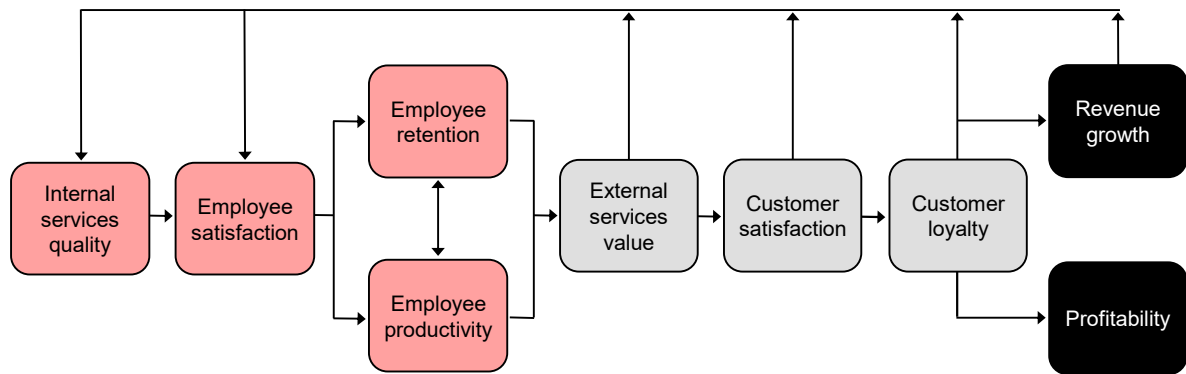 Internal
services
quality
Employee
satisfaction
Employee
retention
Employee
productivity
External
services
value
Customer
satisfaction
Customer
loyalty
Revenue
growth
Profitability